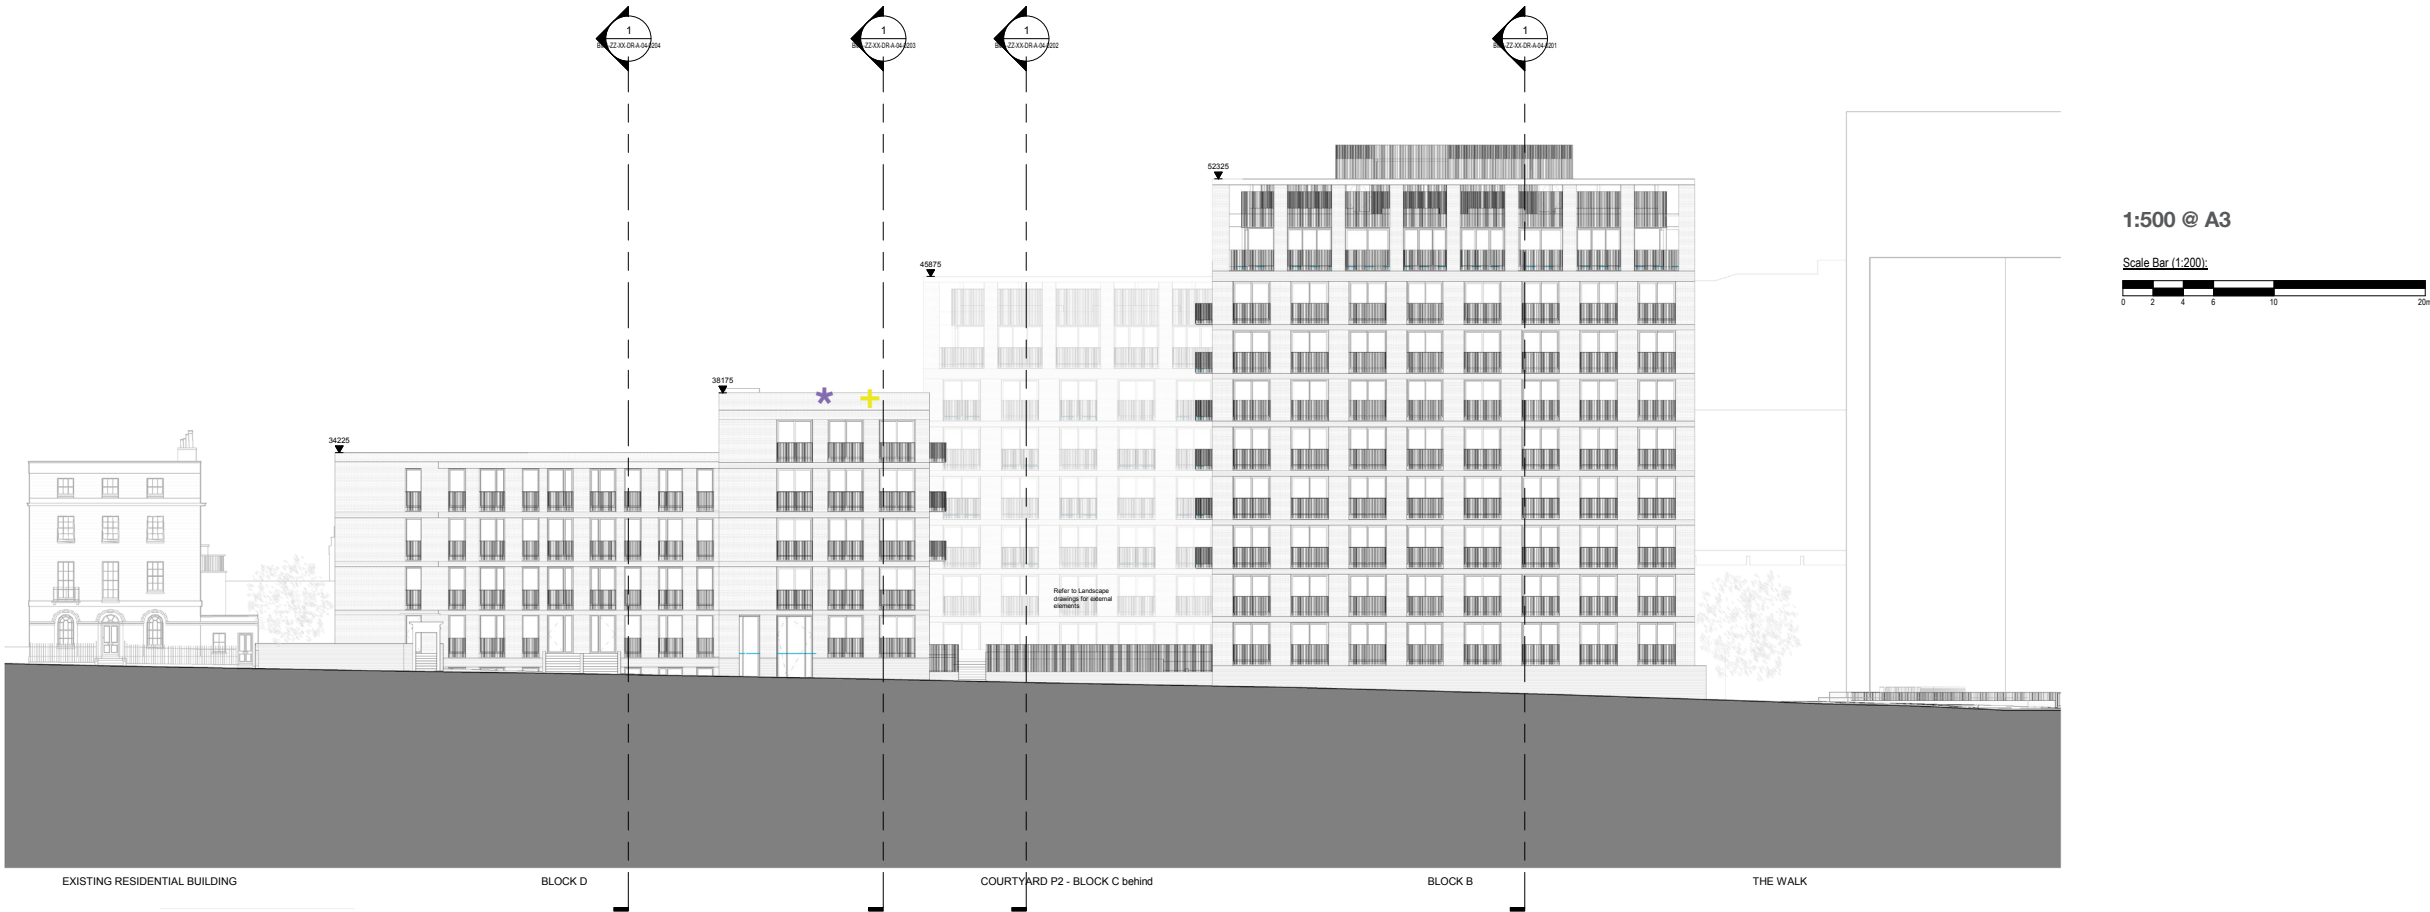 1
1
1
1
52325
1:500 @ A3
45875
Scale Bar (1:200):
0 2 4 6 10 20m
38175
34225
Refer to Landscape
drawings for external
elements
EXISTING RESIDENTIAL BUILDING
BLOCK D
COURTYARD P2 - BLOCK C behind
BLOCK B
THE WALK